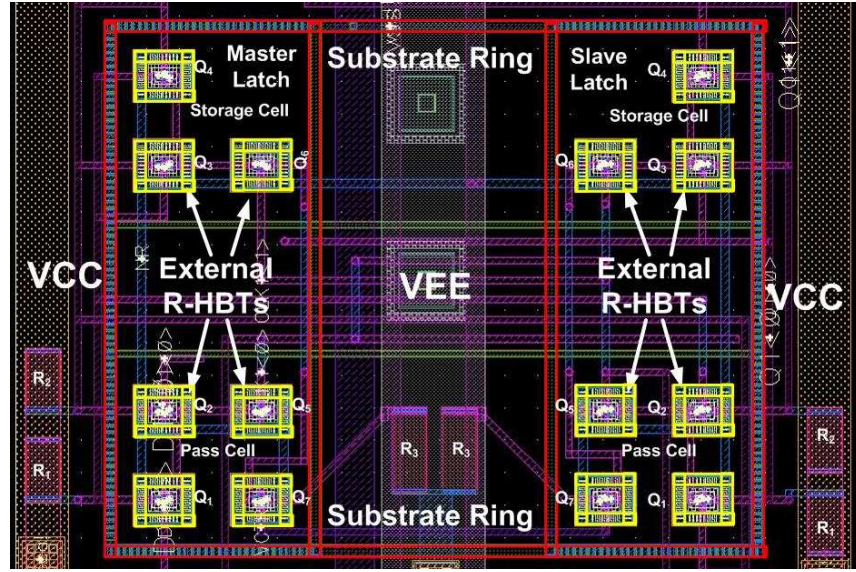 Q4
Master
Latch
Storage Cell
Substrate Ring
Slave
Latch
Q4
Storage Cell
Q3
Q6
Q6
Q3
VCC
External
R-HBTs
VEE
External
R-HBTs
VCC
R2
Q2
Q5
Q5
Q2
R2
Pass Cell
R3
R3
Pass Cell
R1
Q1
Q7
Q7
Q1
R1
Substrate Ring